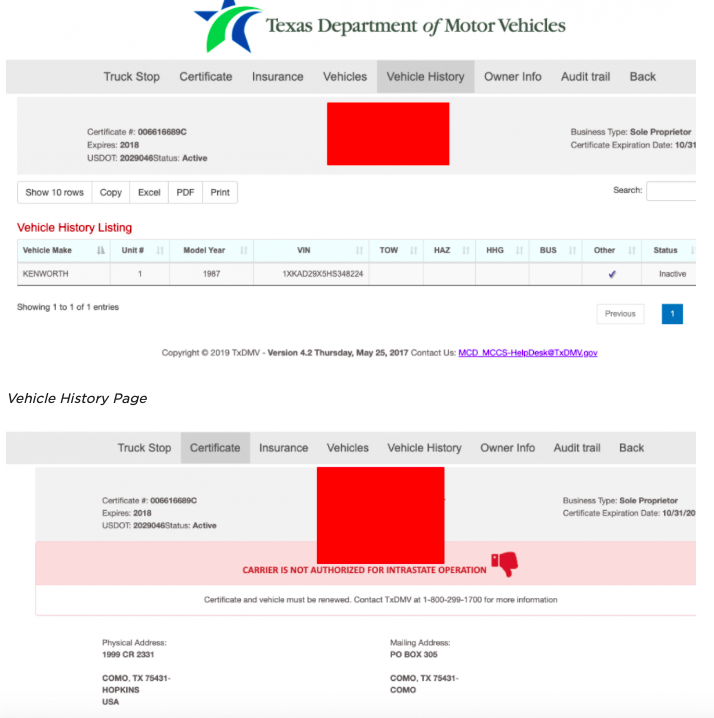 Texas Department of Motor Vehicles
Truck Stop Certificate Insurance Vehicles Vehicle History Owner Info Audit trail Back
Certificate #: 006616689C
Expires: 2018
USDOT: 2029046Status: Active
Business Type: Sole Proprietor
Certificate Expiration Date: 10/31
Show 10 rows Copy Excel PDF Print
Search:
Vehicle History Listing
Vehicle Make Unit # Model Year VIN TOW HAZ HHG BUS Other Status
KENWORTH 1 1987 1XKAD29X5HS348224 Inactive
Showing 1 to 1 of 1 entries
Previous 1
Copyright © 2019 TxDMV - Version 4.2 Thursday, May 25, 2017 Contact Us: MCD_MCCS-HelpDesk@TxDMV.gov
Vehicle History Page
Truck Stop Certificate Insurance Vehicles Vehicle History Owner Info Audit trail Back
Certificate #: 006616689C
Expires: 2018
USDOT: 2029046Status: Active
Business Type: Sole Proprietor
Certificate Expiration Date: 10/31/20
CARRIER IS NOT AUTHORIZED FOR INTRASTATE OPERATION
Certificate and vehicle must be renewed. Contact TxDMV at 1-800-299-1700 for more information
Physical Address:
1999 CR 2331
COMO, TX 75431-
HOPKINS
USA
Mailing Address:
PO BOX 305
COMO, TX 75431-
COMO